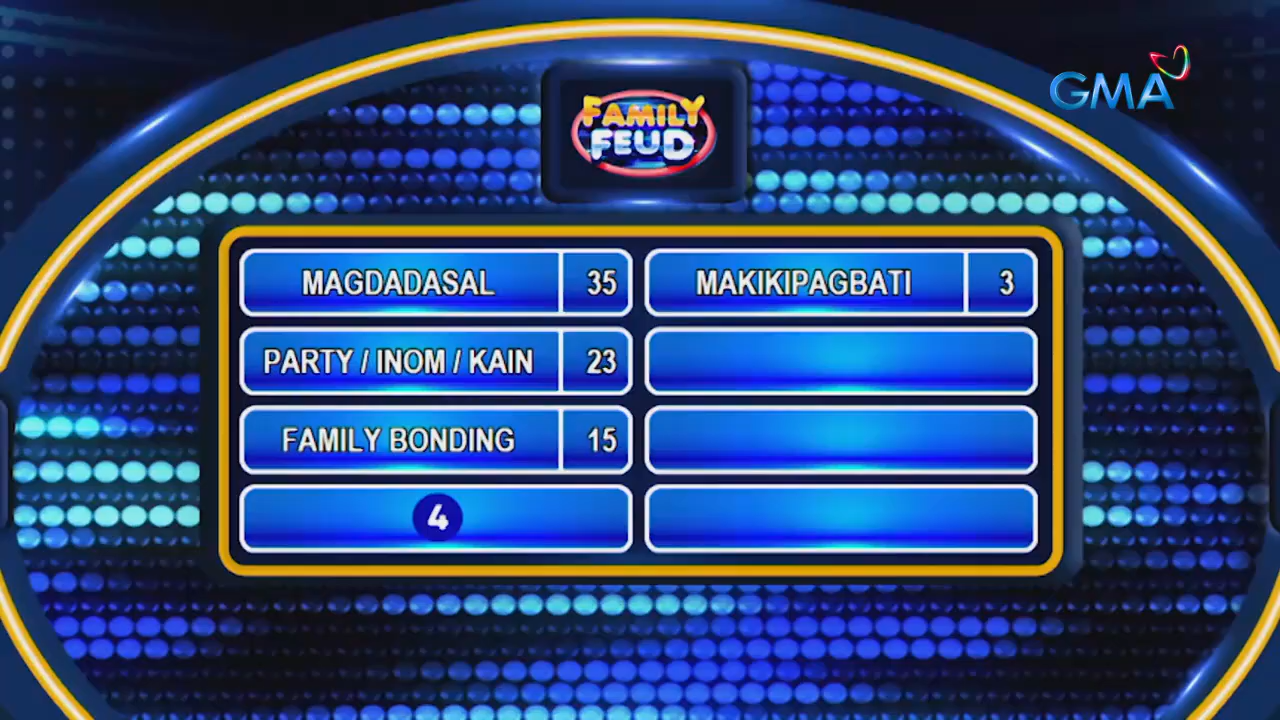 GMA
FAMILY
FEUD
MAGDADASAL 35
PARTY / INOM / KAIN 23
FAMILY BONDING 15
4
MAKIKIPAGBATI 3